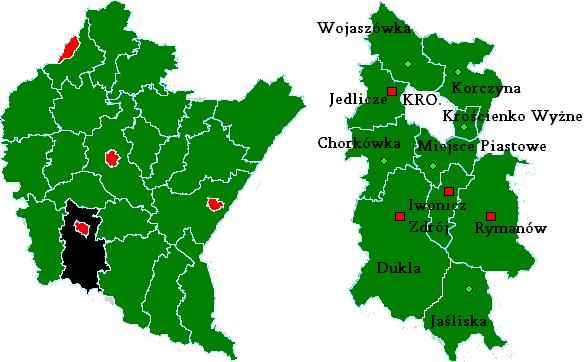 Wojaszówka
Korczyna
Jedlicze KRO.
Krościenko Wyżne
Chorkówka Miejsce Piastowe
Iwonicz
Zdrój
Rymanów
Dukla
Jaśliska